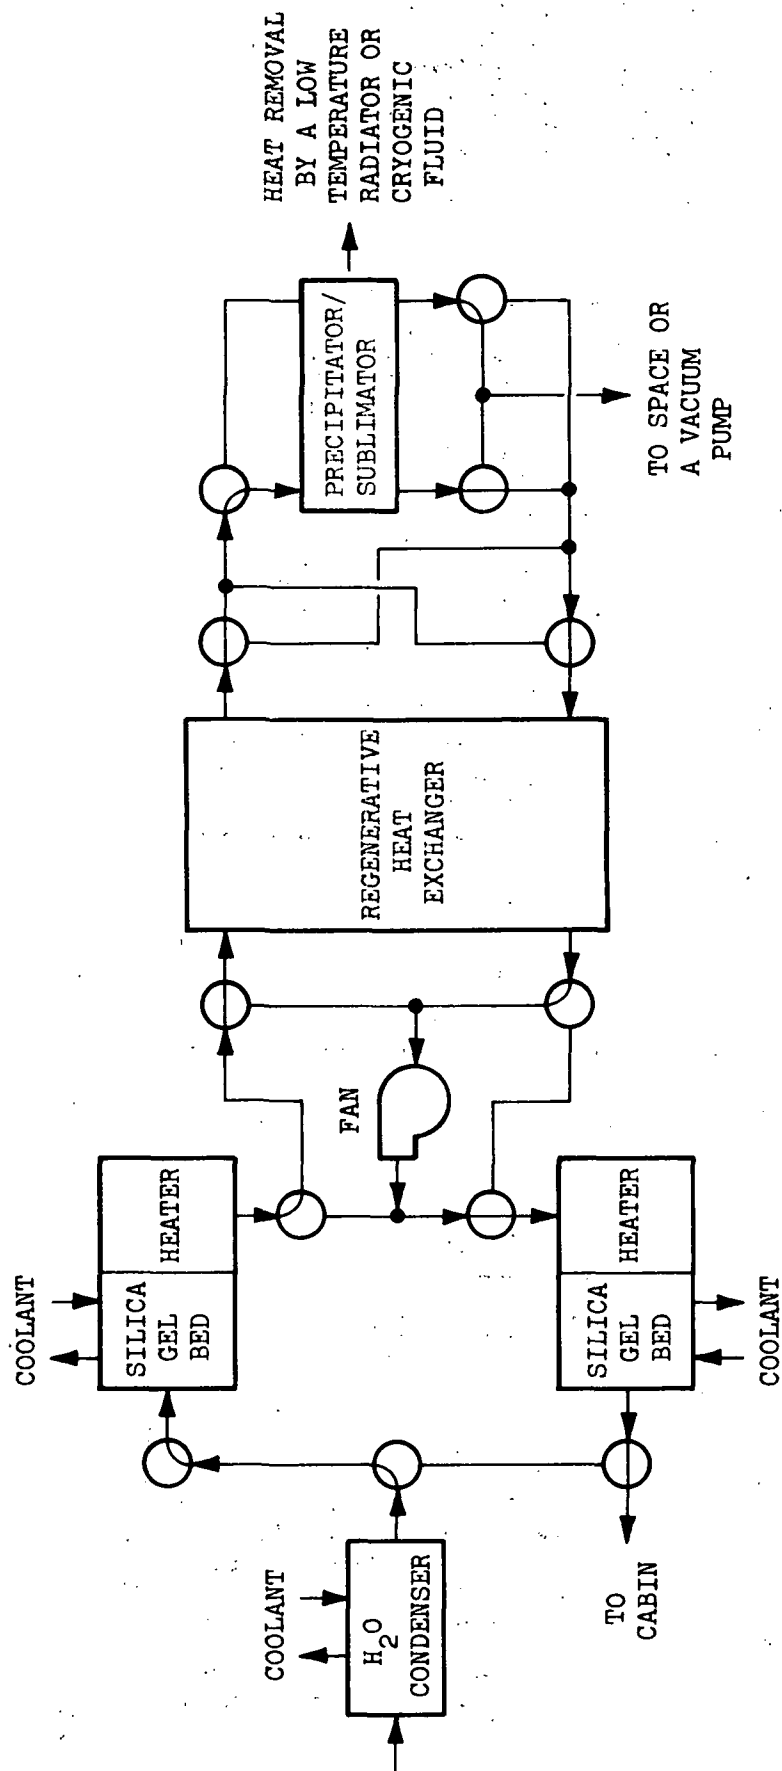 COOLANT
H2O
CONDENSER
TO
CABIN
COOLANT
SILICA
GEL
BED
HEATER
SILICA
GEL
BED
HEATER
COOLANT
FAN
REGENERATIVE
HEAT
EXCHANGER
PRECIPITATOR/
SUBLIMATOR
HEAT REMOVAL
BY A LOW
TEMPERATURE
RADIATOR OR
CRYOGENIC
FLUID
TO SPACE OR
A VACUUM
PUMP